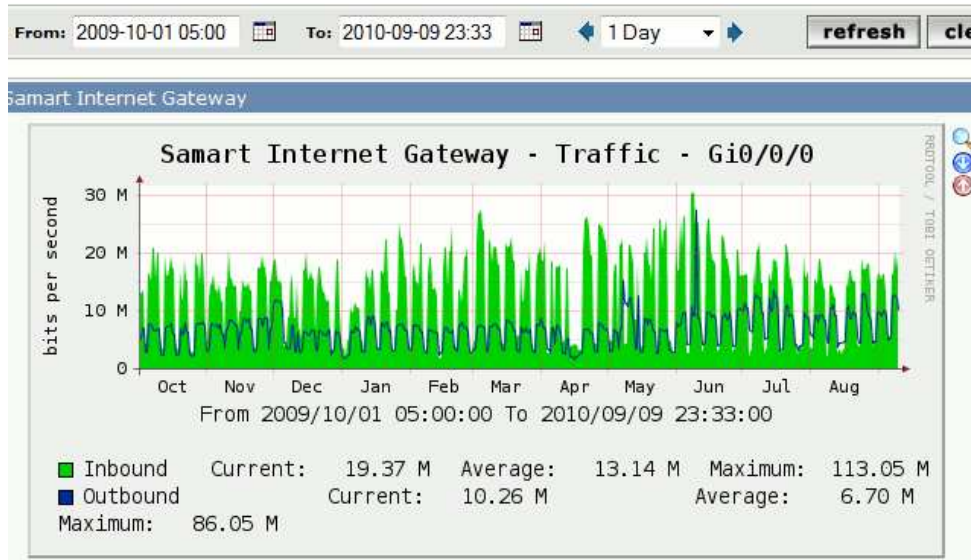 From: 2009-10-01 05:00 To: 2010-09-09 23:33 1 Day refresh cle
Samart Internet Gateway
Samart Internet Gateway - Traffic - Gi0/0/0
RRDTOOL / TOBI OETIKER
bits per second
30 M
20 M
10 M
0
Oct Nov Dec Jan Feb Mar Apr May Jun Jul Aug
From 2009/10/01 05:00:00 To 2010/09/09 23:33:00
Inbound Current: 19.37 M Average: 13.14 M Maximum: 113.05 M
Outbound Current: 10.26 M Average: 6.70 M
Maximum: 86.05 M